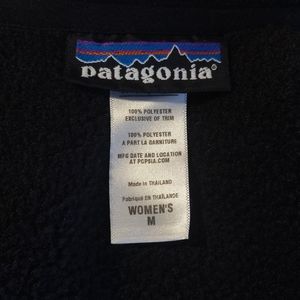 patagonia®
100% POLYESTER
EXCLUSIVE OF TRIM
100% POLYESTER
A PART LA GARNITURE
MFG DATE AND LOCATION
AT PCPSIA.COM
MADE IN THAILAND
Fabriqué EN THAÏLANDE
WOMEN'S
M